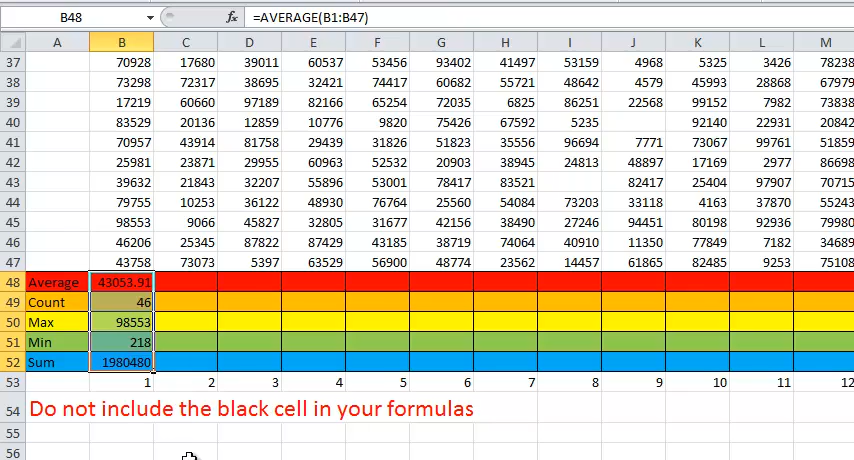 B48 fx =AVERAGE(B1:B47)
A B C D E F G H I J K L M
37 70928 17680 39011 60537 53456 93402 41497 53159 4968 5325 3426 78238
38 73298 72317 38695 32421 74417 60682 55721 48642 4579 45993 28868 67979
39 17219 60660 97189 82166 65254 72035 6825 86251 22568 99152 7982 73838
40 83529 20136 12859 10776 9820 75426 67592 5235 92140 22931 20842
41 70957 43914 81758 29439 31826 51823 35556 96694 7771 73067 99761 51859
42 25981 23871 29955 60963 52532 20903 38945 24813 48897 17169 2977 86698
43 39632 21843 32207 55896 53001 78417 83521 82417 25404 97907 70715
44 79755 10253 36122 48930 76764 25560 54084 73203 33118 4163 37870 55243
45 98553 9066 45827 32805 31677 42156 38490 27246 94451 80198 92936 79980
46 46206 25345 87822 87429 43185 38719 74064 40910 11350 77849 7182 34689
47 43758 73073 5397 63529 56900 48774 23562 14457 61865 82485 9253 75108
48 Average 43053.91
49 Count 46
50 Max 98553
51 Min 218
52 Sum 1980480
53 1 2 3 4 5 6 7 8 9 10 11 12
54 Do not include the black cell in your formulas
55
56